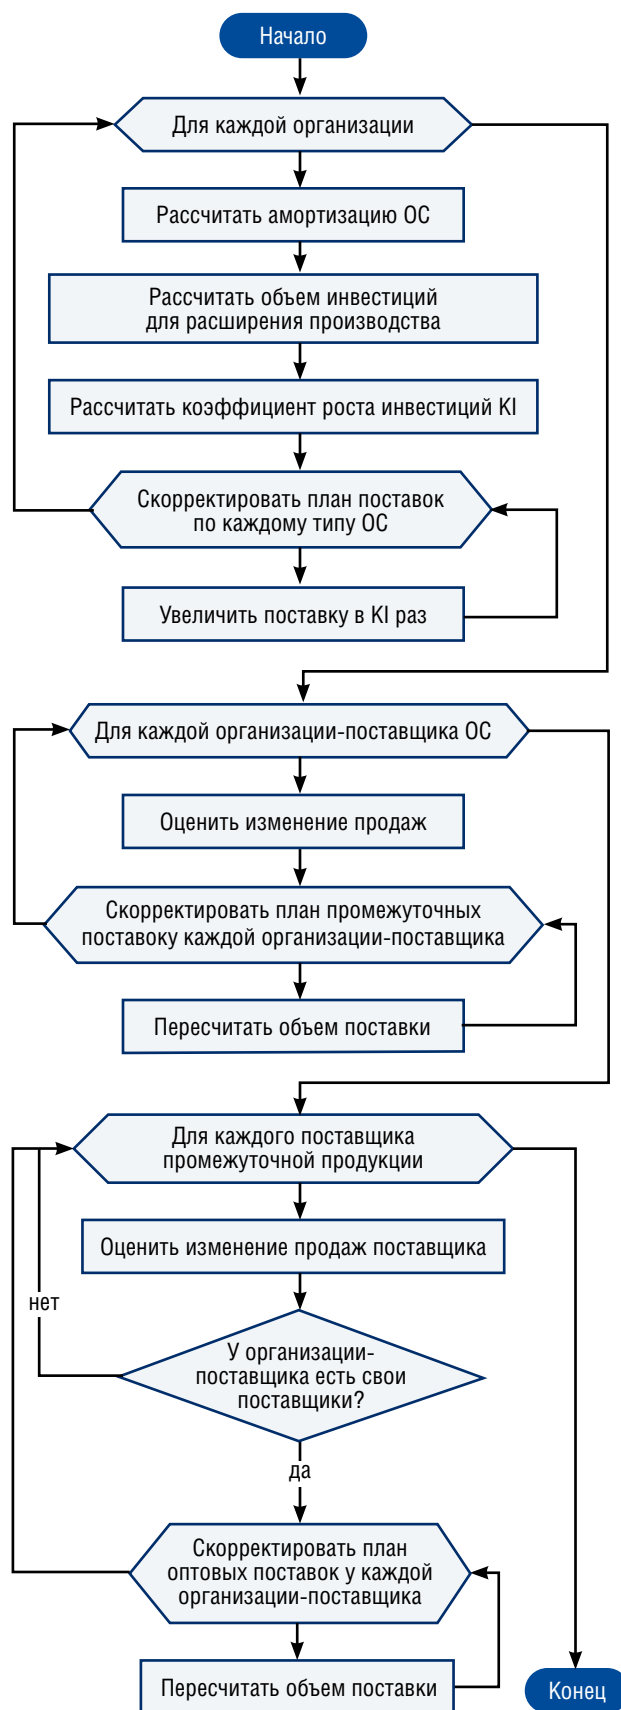 Начало
Для каждой организации
Рассчитать амортизацию ОС
Рассчитать объем инвестиций
для расширения производства
Рассчитать коэффициент роста инвестиций KI
Скорректировать план поставок
по каждому типу ОС
Увеличить поставку в KI раз
Для каждой организации-поставщика ОС
Оценить изменение продаж
Скорректировать план промежуточных
поставоку каждой организации-поставщика
Пересчитать объем поставки
Для каждого поставщика
промежуточной продукции
Оценить изменение продаж поставщика
нет
У организации-
поставщика есть свои
поставщики?
да
Скорректировать план
оптовых поставок у каждой
организации-поставщика
Пересчитать объем поставки
Конец